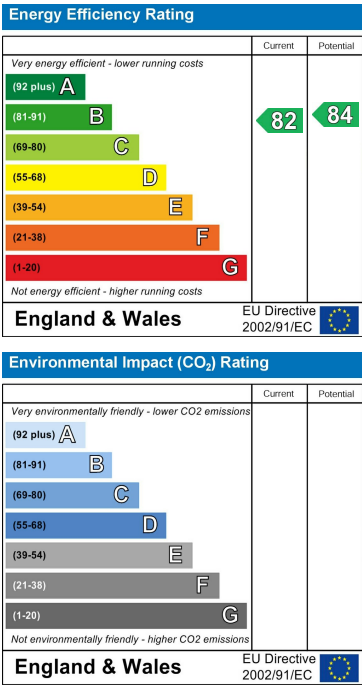 Energy Efficiency Rating
Current Potential
Very energy efficient - lower running costs
(92 plus) A
(81-91) B
82 84
(69-80) C
(55-68) D
(39-54) E
(21-38) F
(1-20) G
Not energy efficient - higher running costs
England & Wales
EU Directive
2002/91/EC
Environmental Impact (CO₂) Rating
Current Potential
Very environmentally friendly - lower CO2 emissions
(92 plus) A
(81-91) B
(69-80) C
(55-68) D
(39-54) E
(21-38) F
(1-20) G
Not environmentally friendly - higher CO2 emissions
England & Wales
EU Directive
2002/91/EC